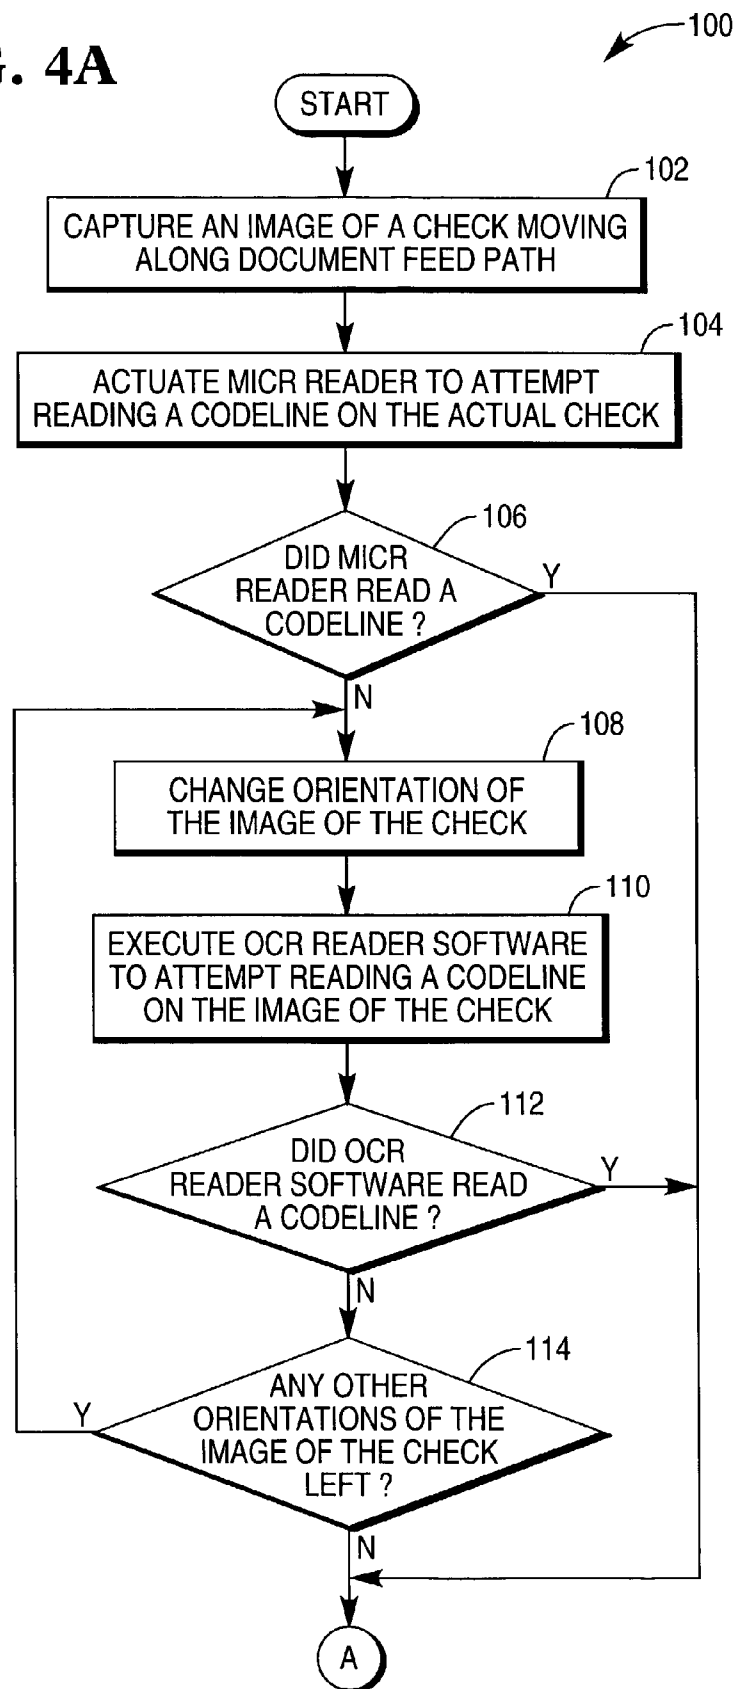 . 4A
100
START
102
CAPTURE AN IMAGE OF A CHECK MOVING
ALONG DOCUMENT FEED PATH
104
ACTUATE MICR READER TO ATTEMPT
READING A CODELINE ON THE ACTUAL CHECK
106
DID MICR
READER READ A
CODELINE ?
Y
N
108
CHANGE ORIENTATION OF
THE IMAGE OF THE CHECK
110
EXECUTE OCR READER SOFTWARE
TO ATTEMPT READING A CODELINE
ON THE IMAGE OF THE CHECK
112
DID OCR
READER SOFTWARE READ
A CODELINE ?
Y
N
114
ANY OTHER
ORIENTATIONS OF THE
IMAGE OF THE CHECK
LEFT ?
Y
N
A